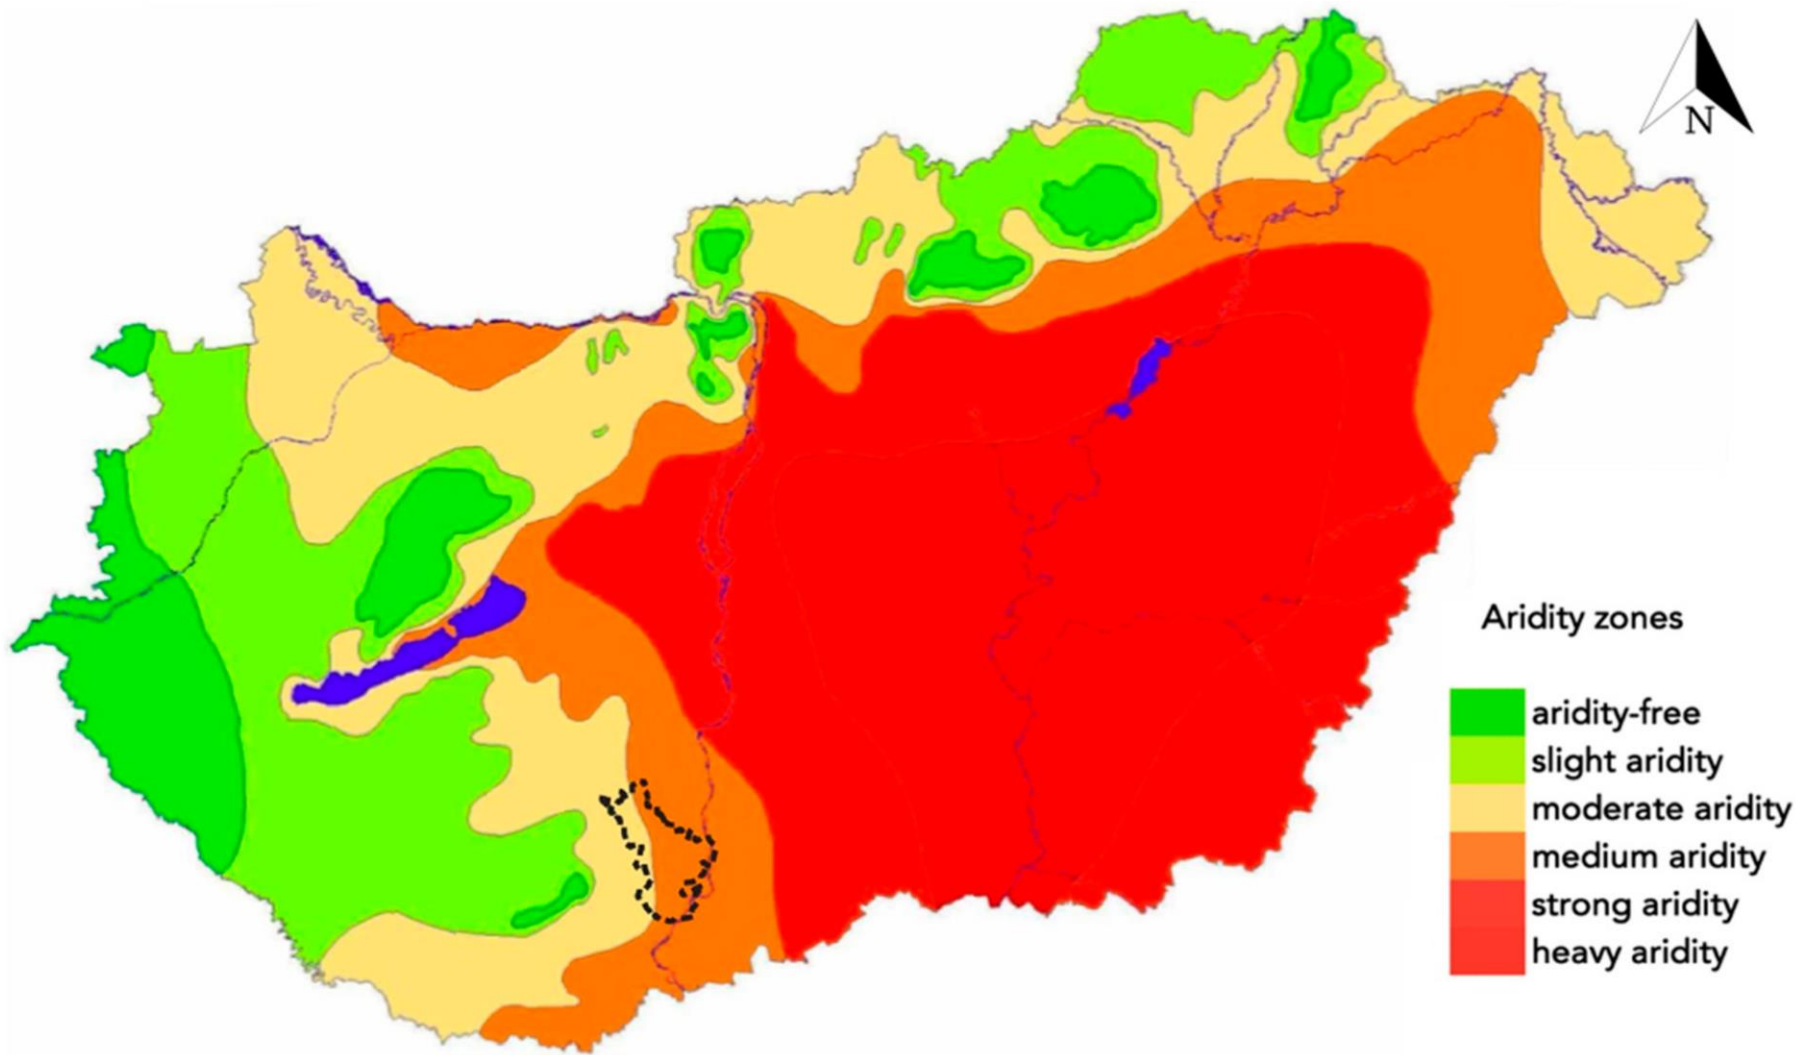 N
Aridity zones
aridity-free
slight aridity
moderate aridity
medium aridity
strong aridity
heavy aridity